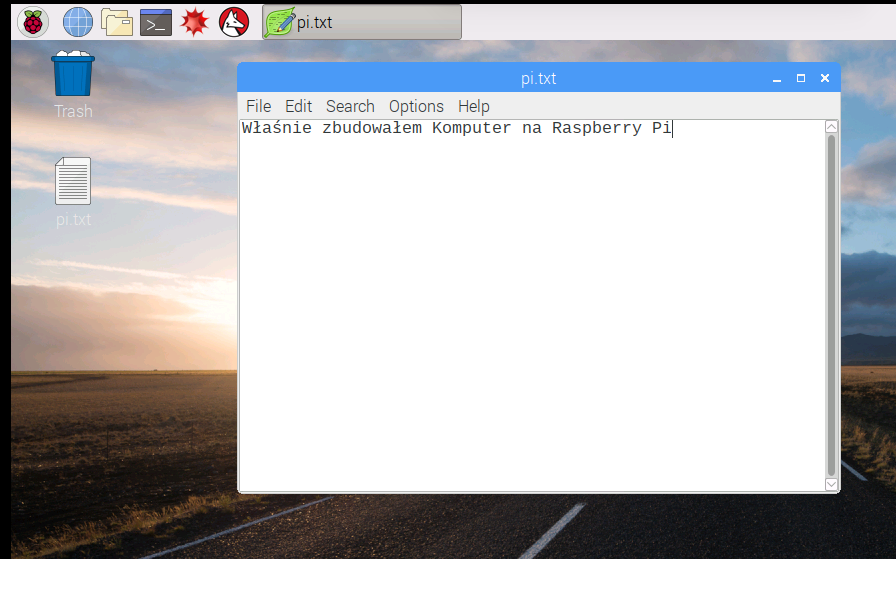 pi.txt
Trash
pi.txt
pi.txt
File Edit Search Options Help
Właśnie zbudowałem Komputer na Raspberry Pi